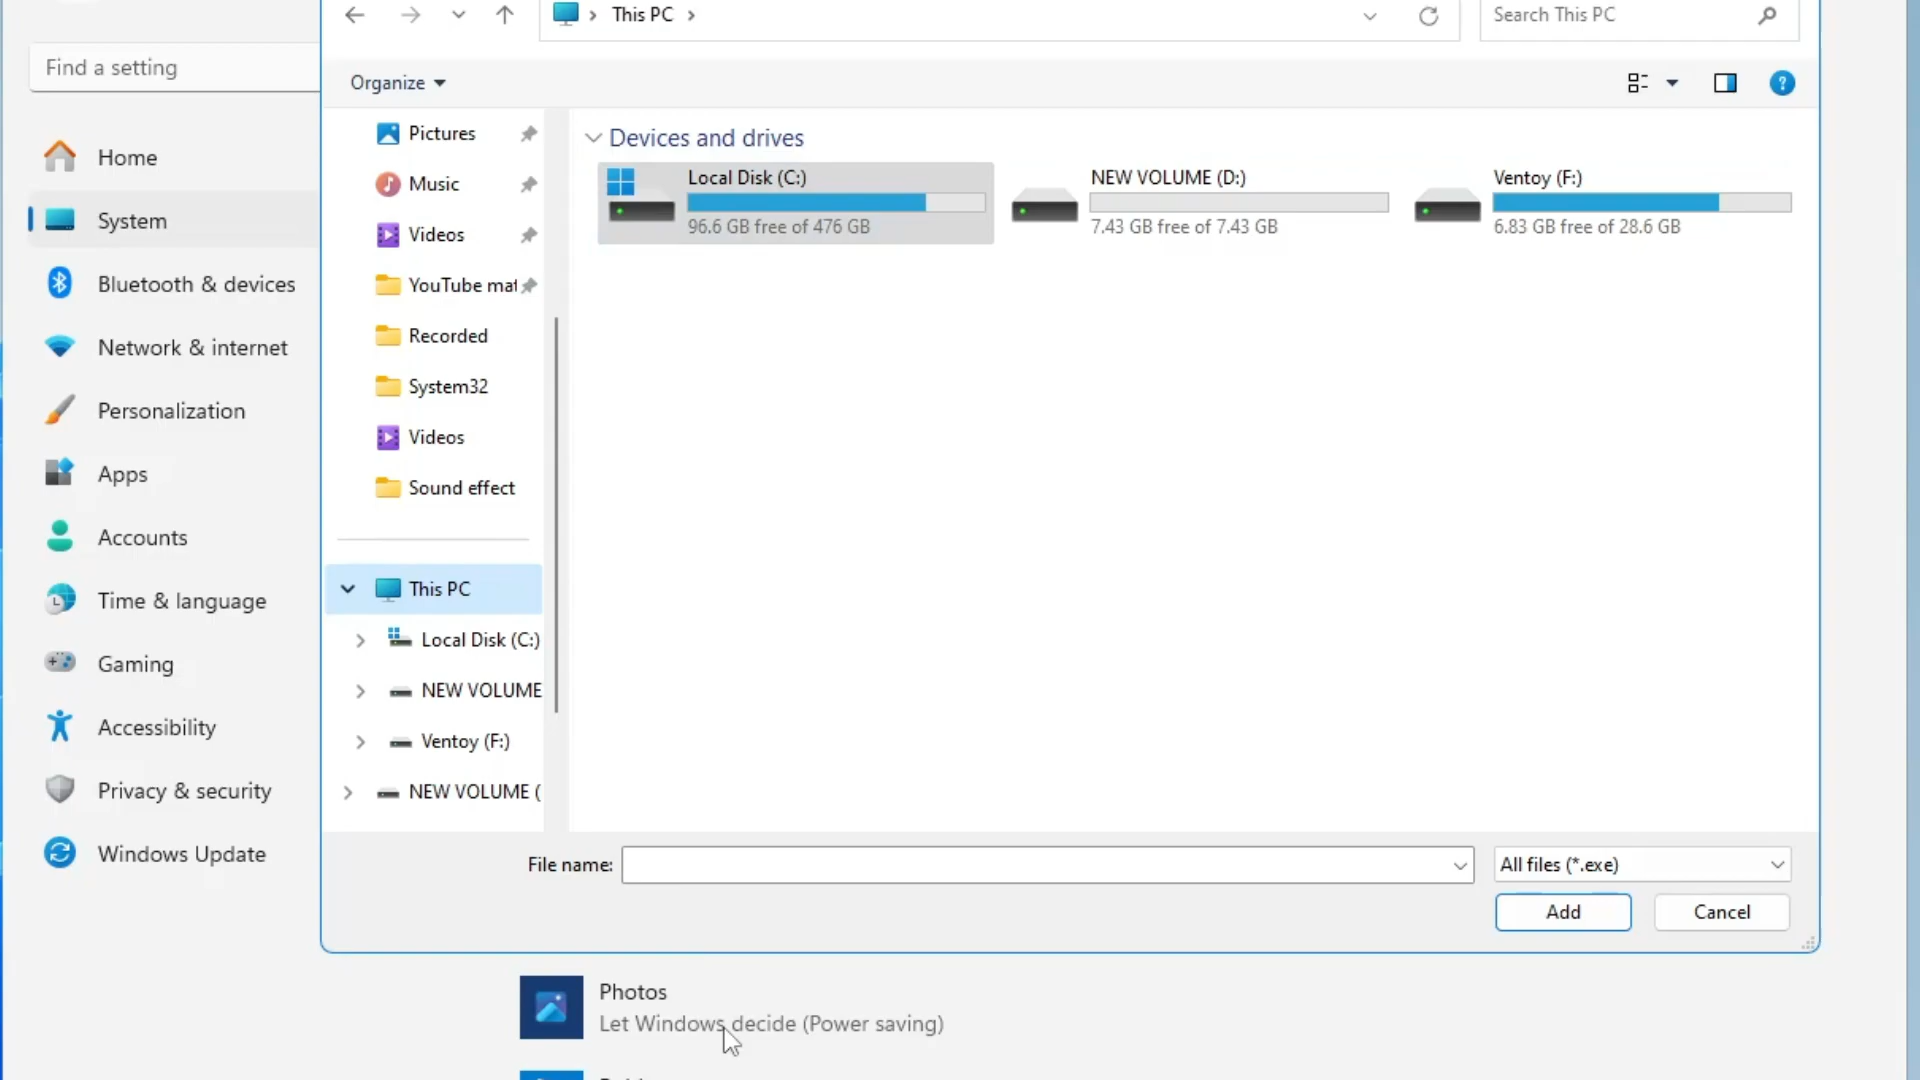 This PC
Search This PC
Find a setting
Organize
Home
System
Bluetooth & devices
Network & internet
Personalization
Apps
Accounts
Time & language
Gaming
Accessibility
Privacy & security
Windows Update
Pictures
Music
Videos
YouTube mat
Recorded
System32
Videos
Sound effect
This PC
Local Disk (C:)
NEW VOLUME
Ventoy (F:)
NEW VOLUME (
Devices and drives
Local Disk (C:)
96.6 GB free of 476 GB
NEW VOLUME (D:)
7.43 GB free of 7.43 GB
Ventoy (F:)
6.83 GB free of 28.6 GB
File name:
All files (*.exe)
Add
Cancel
Photos
Let Windows decide (Power saving)